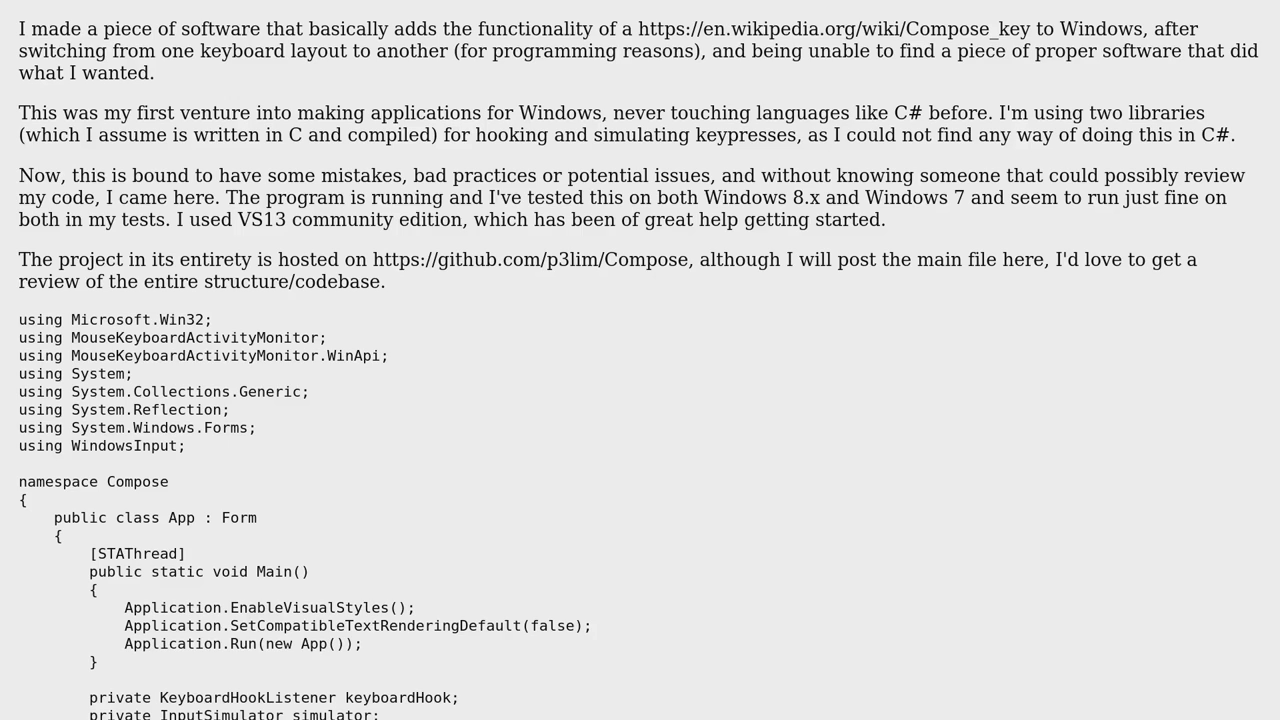 I made a piece of software that basically adds the functionality of a https://en.wikipedia.org/wiki/Compose_key to Windows, after
switching from one keyboard layout to another (for programming reasons), and being unable to find a piece of proper software that did
what I wanted.
This was my first venture into making applications for Windows, never touching languages like C# before. I'm using two libraries
(which I assume is written in C and compiled) for hooking and simulating keypresses, as I could not find any way of doing this in C#.
Now, this is bound to have some mistakes, bad practices or potential issues, and without knowing someone that could possibly review
my code, I came here. The program is running and I've tested this on both Windows 8.x and Windows 7 and seem to run just fine on
both in my tests. I used VS13 community edition, which has been of great help getting started.
The project in its entirety is hosted on https://github.com/p3lim/Compose, although I will post the main file here, I'd love to get a
review of the entire structure/codebase.
using Microsoft.Win32;
using MouseKeyboardActivityMonitor;
using MouseKeyboardActivityMonitor.WinApi;
using System;
using System.Collections.Generic;
using System.Reflection;
using System.Windows.Forms;
using WindowsInput;
namespace Compose
{
    public class App : Form
    {
        [STAThread]
        public static void Main()
        {
            Application.EnableVisualStyles();
            Application.SetCompatibleTextRenderingDefault(false);
            Application.Run(new App());
        }
        private KeyboardHookListener keyboardHook;
        private InputSimulator simulator;